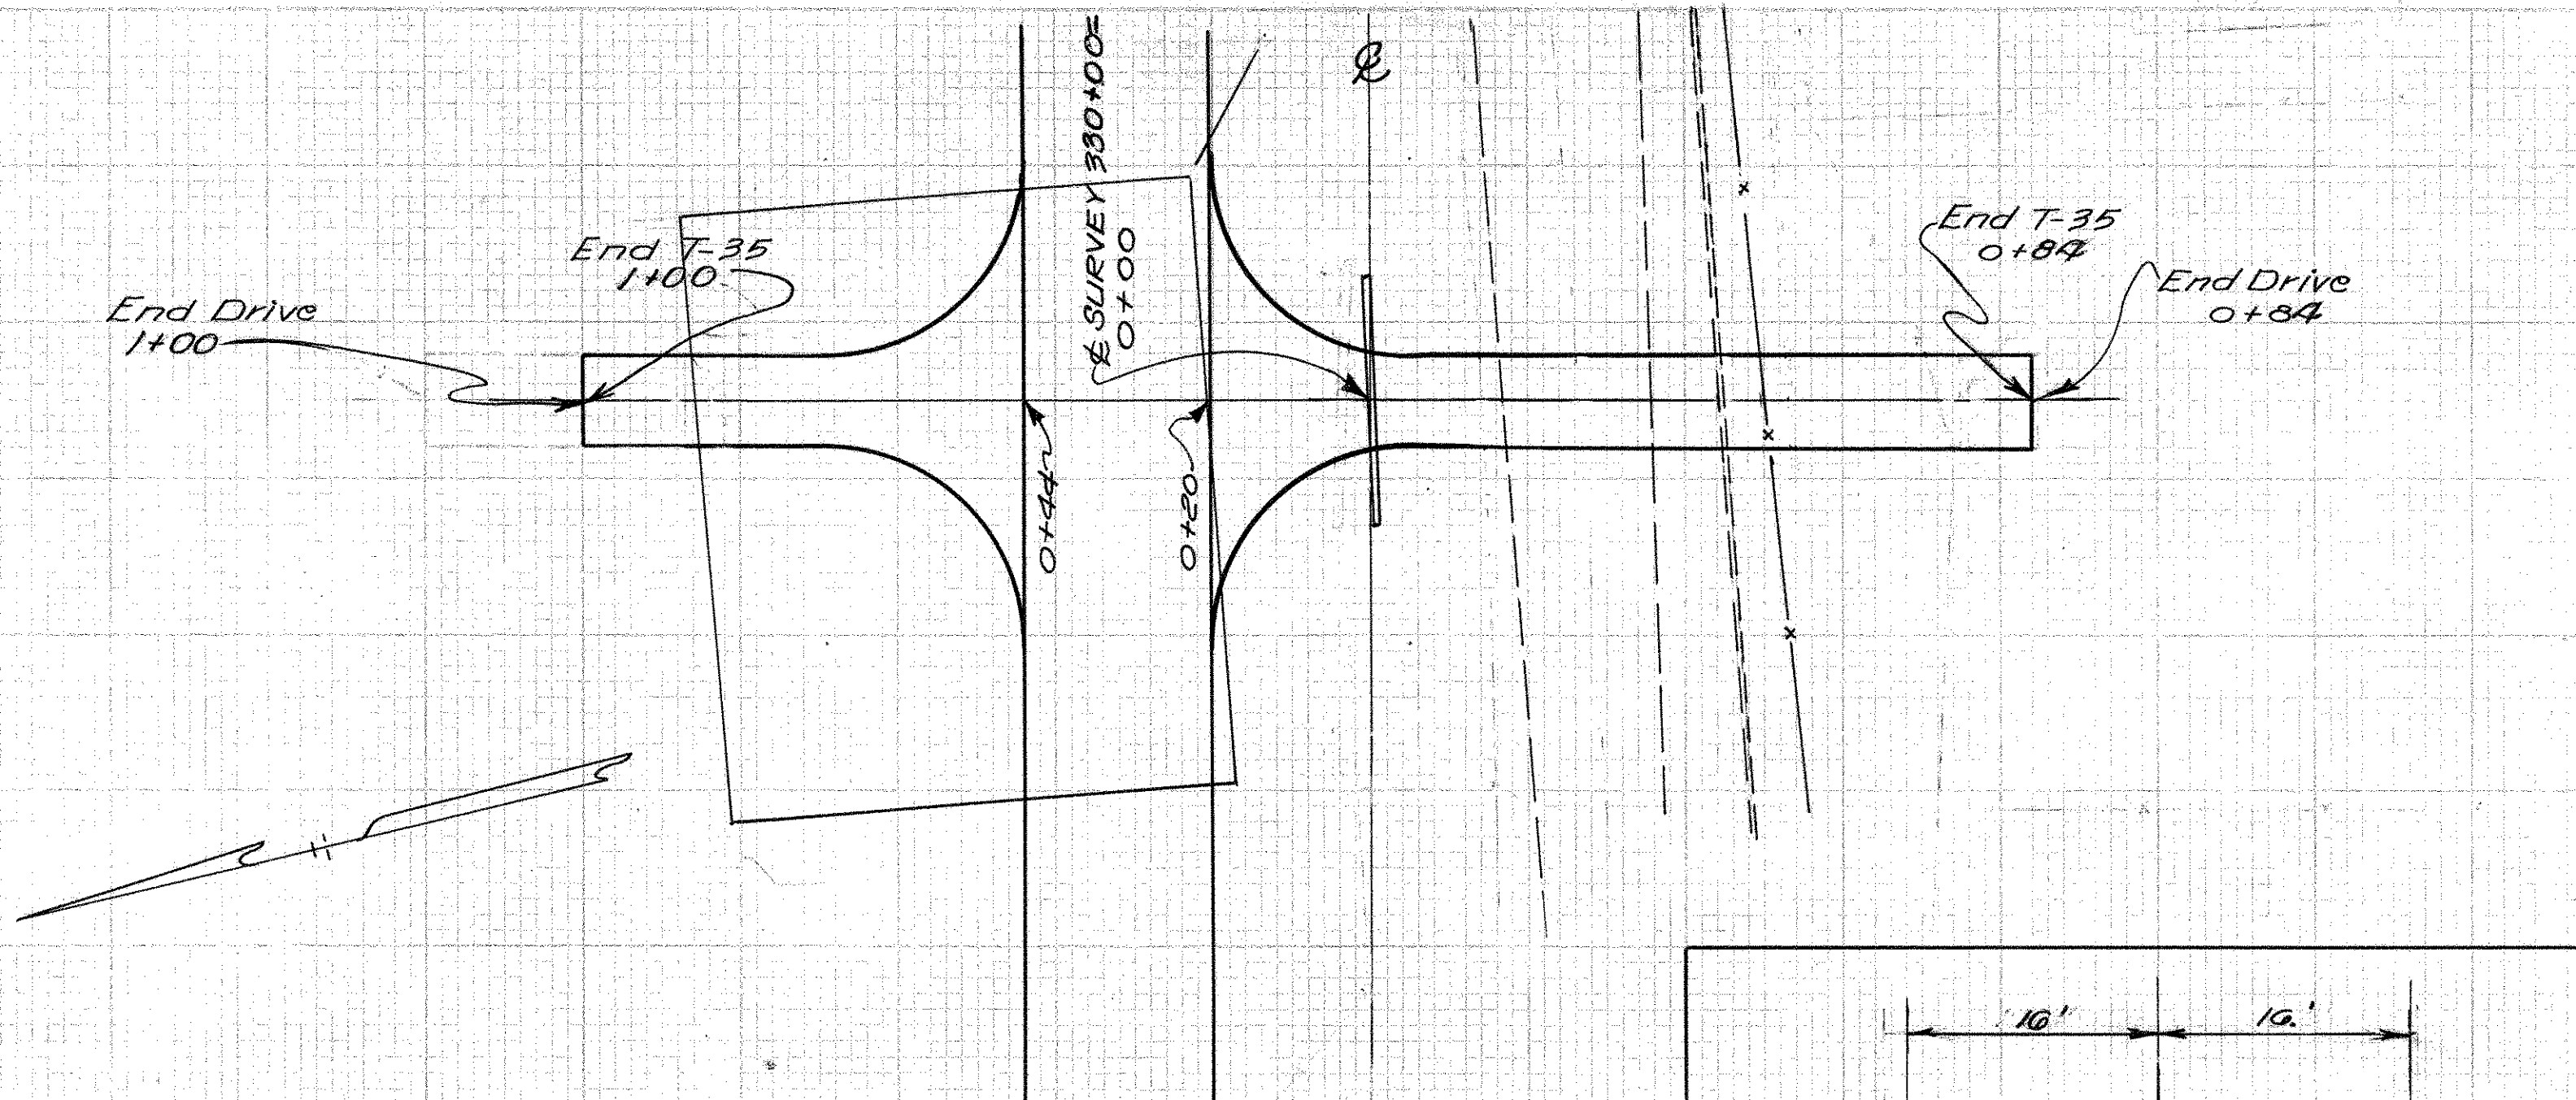 ℄
℄ SURVEY 330+00=
0+00
End T-35
1+00
End Drive
1+00
End T-35
0+84
End Drive
0+84
0+44
0+20
16'
16'